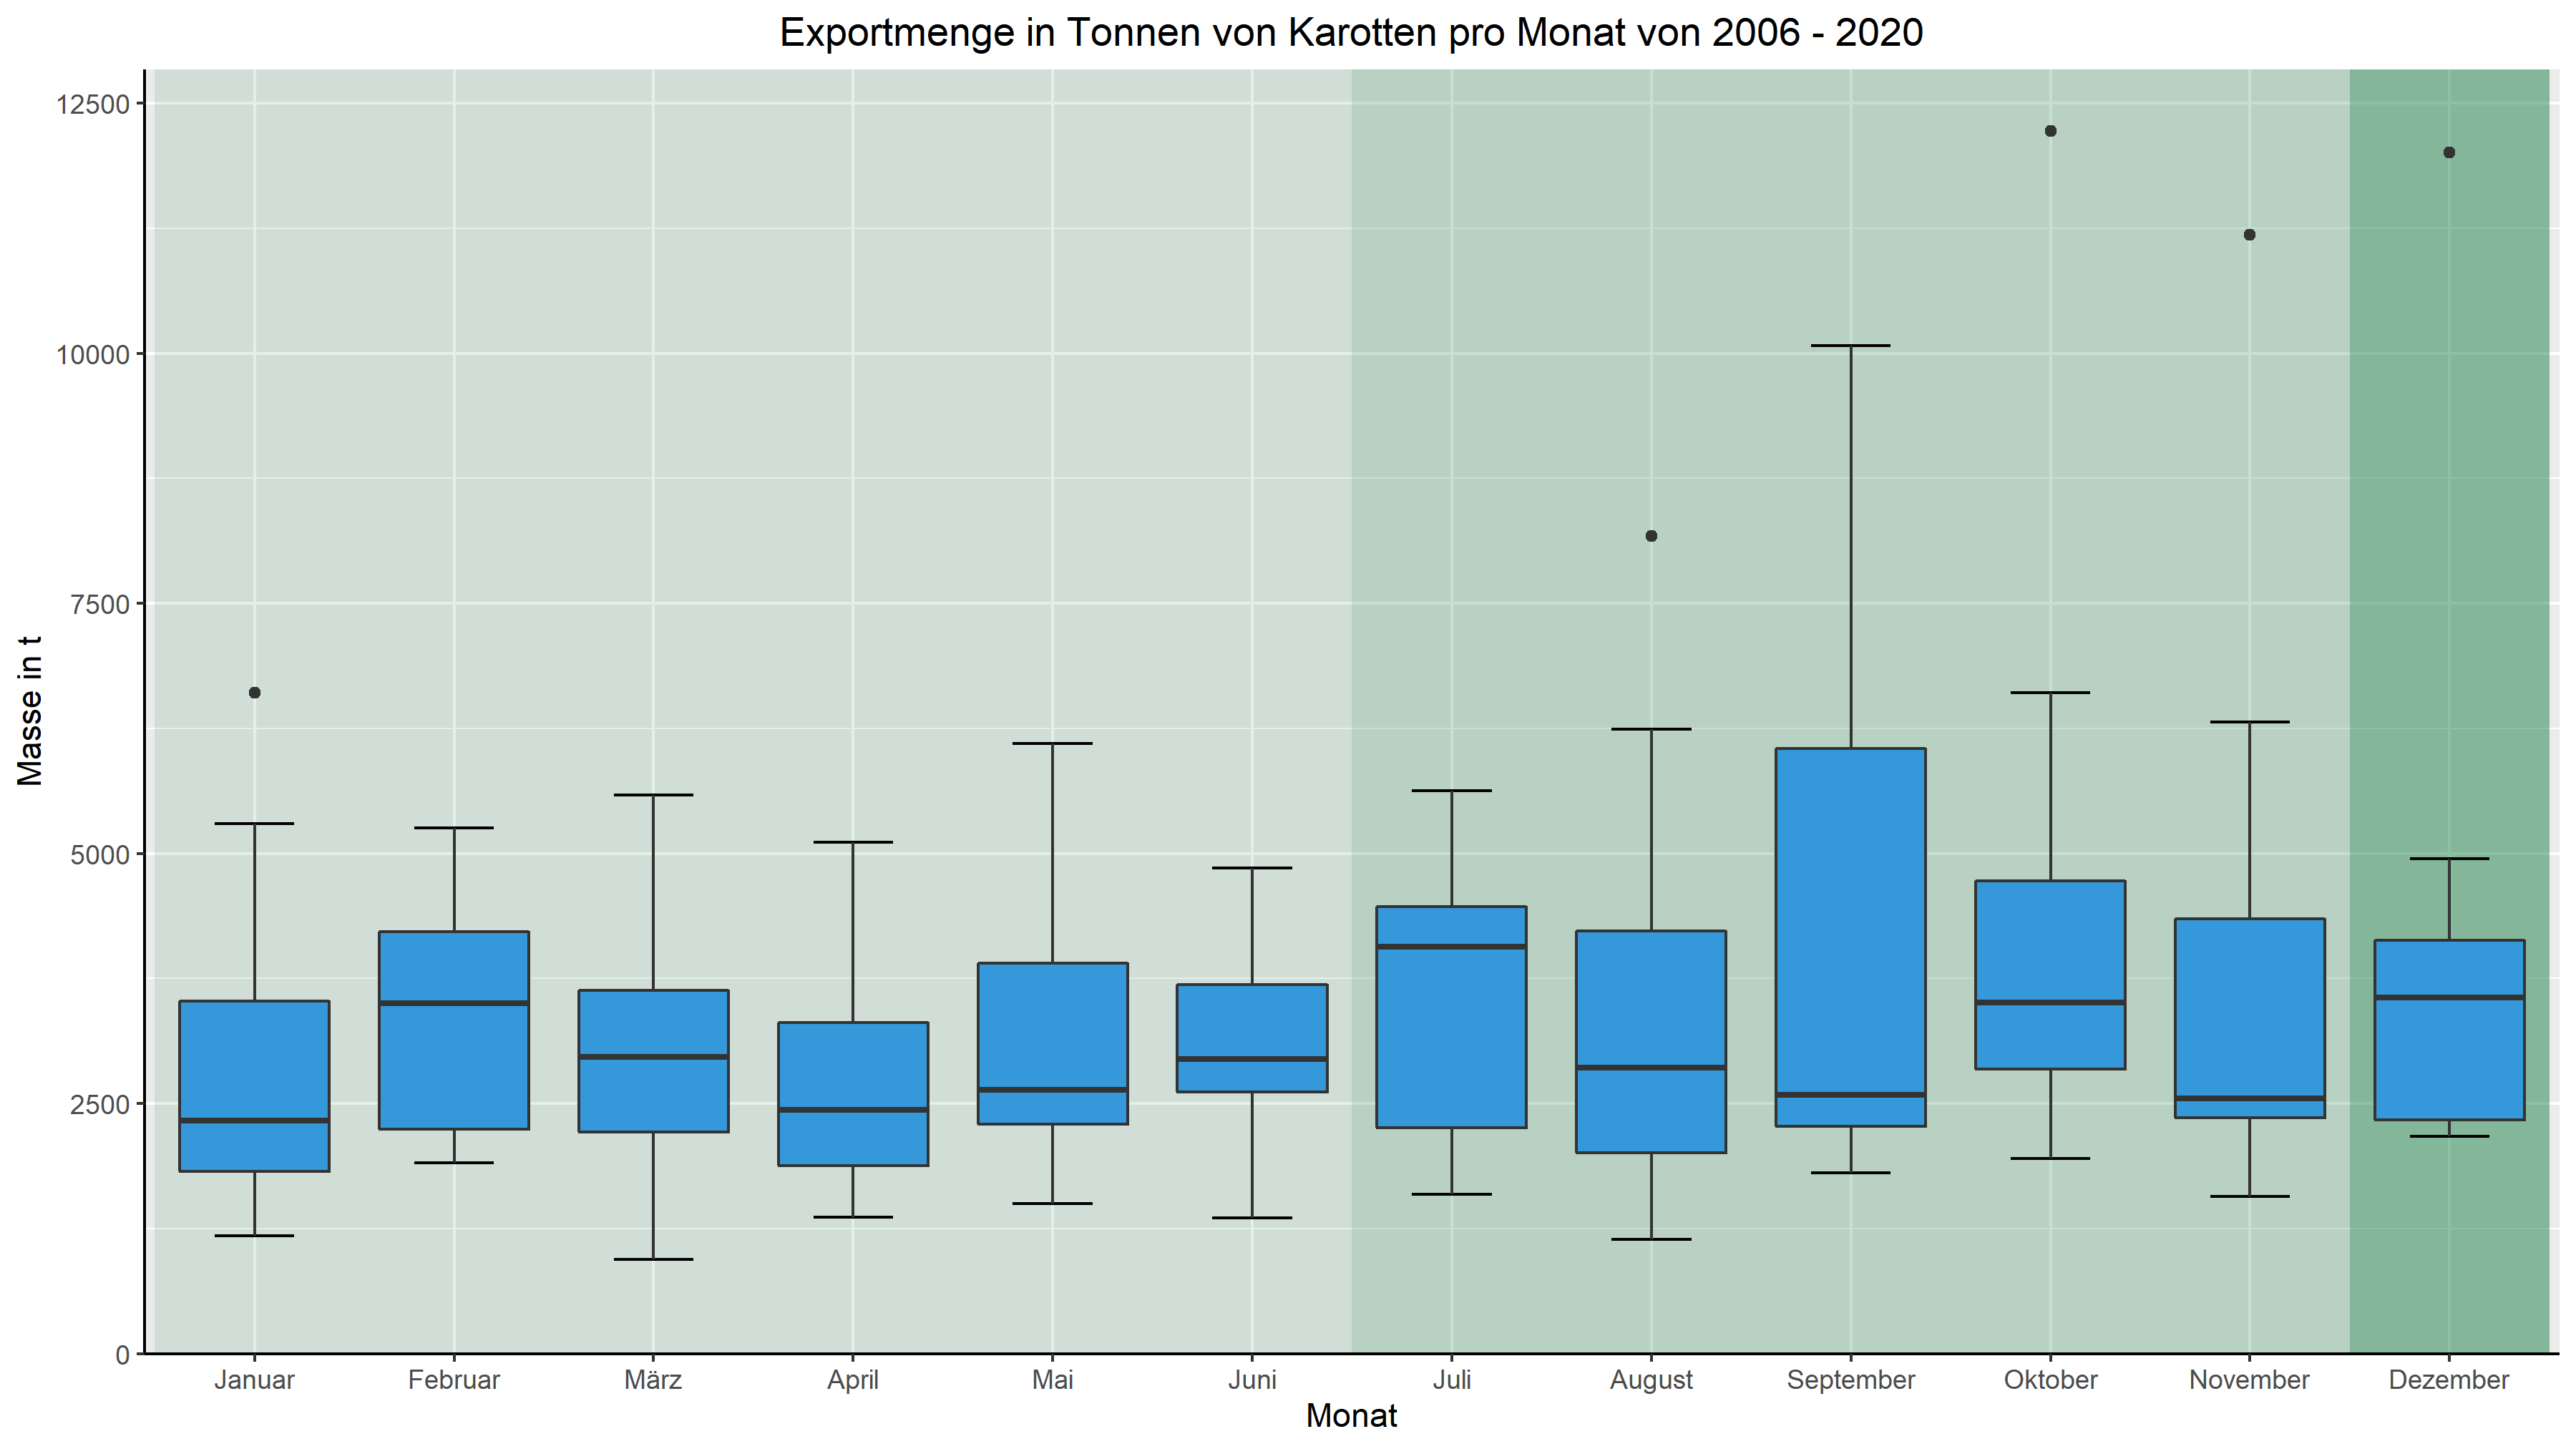 Exportmenge in Tonnen von Karotten pro Monat von 2006 - 2020
12500
10000
7500
5000
2500
0
Masse in t
Januar Februar März April Mai Juni Juli August September Oktober November Dezember
Monat